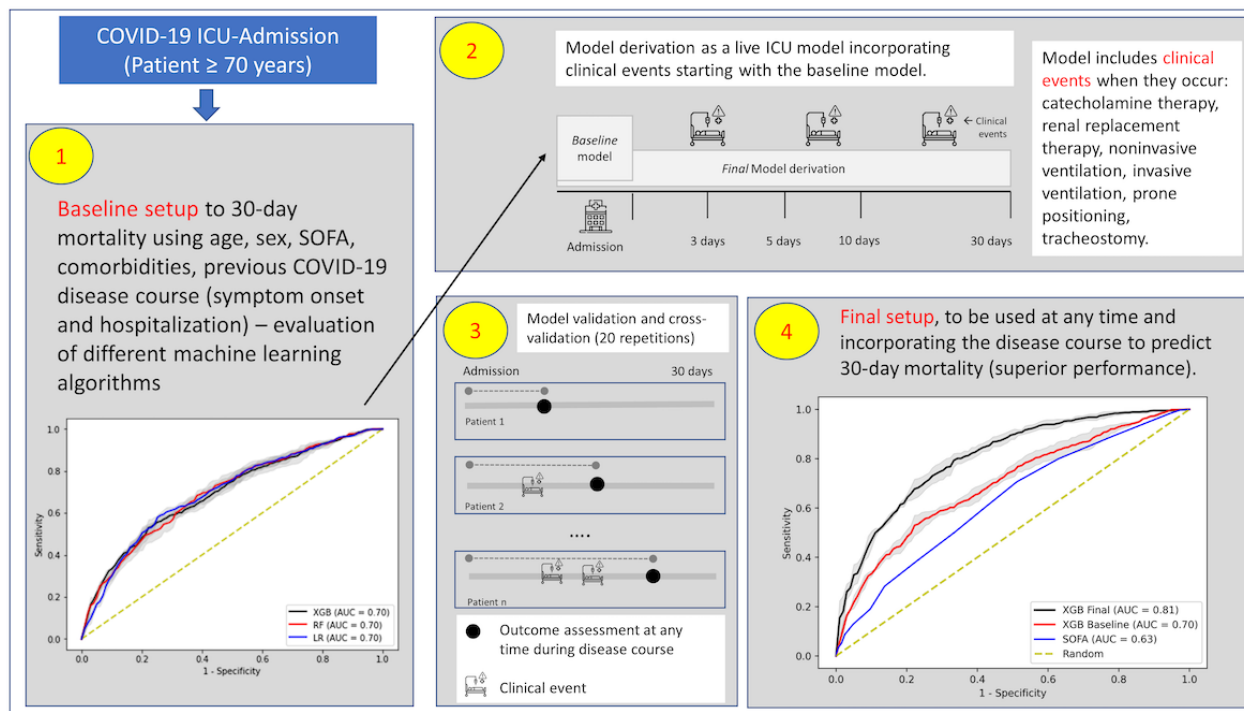 COVID-19 ICU-Admission
(Patient ≥ 70 years)
1
Baseline setup to 30-day
mortality using age, sex, SOFA,
comorbidities, previous COVID-19
disease course (symptom onset
and hospitalization) – evaluation
of different machine learning
algorithms
1.0
0.8
0.6
0.4
0.2
0.0
Sensitivity
XGB (AUC = 0.70)
RF (AUC = 0.70)
LR (AUC = 0.70)
0.0 0.2 0.4 0.6 0.8 1.0
1 - Specificity
2
Model derivation as a live ICU model incorporating
clinical events starting with the baseline model.
Baseline
model
← Clinical
events
Final Model derivation
Admission
3 days 5 days 10 days 30 days
Model includes clinical
events when they occur:
catecholamine therapy,
renal replacement
therapy, noninvasive
ventilation, invasive
ventilation, prone
positioning,
tracheostomy.
3
Model validation and cross-
validation (20 repetitions)
Admission 30 days
Patient 1
Patient 2
....
Patient n
Outcome assessment at any
time during disease course
Clinical event
4
Final setup, to be used at any time and
incorporating the disease course to predict
30-day mortality (superior performance).
1.0
0.8
0.6
0.4
0.2
0.0
Sensitivity
XGB Final (AUC = 0.81)
XGB Baseline (AUC = 0.70)
SOFA (AUC = 0.63)
Random
0.0 0.2 0.4 0.6 0.8 1.0
1 - Specificity